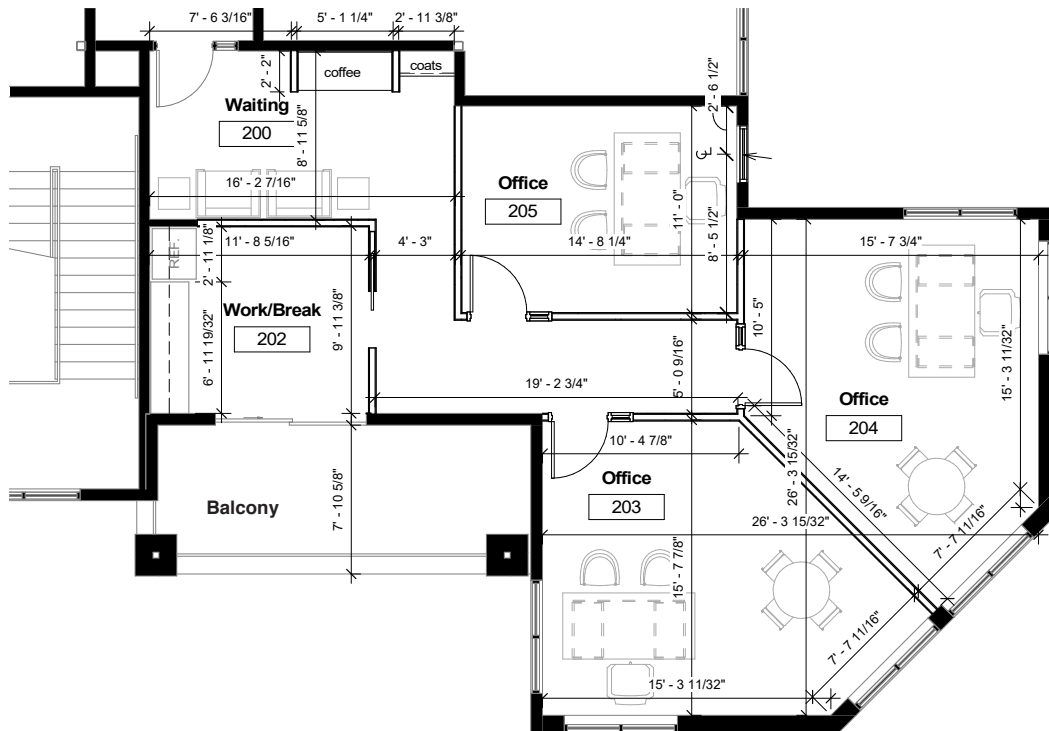 7' - 6 3/16"
5' - 1 1/4"
2' - 11 3/8"
2' - 2"
coffee
coats
2' - 6 1/2"
Waiting
200
8' - 11 5/8"
16' - 2 7/16"
Office
205
11' - 0"
8' - 5 1/2"
CL
REF.
2' - 11 1/8"
11' - 8 5/16"
4' - 3"
14' - 8 1/4"
15' - 7 3/4"
Work/Break
202
6' - 11 19/32"
9' - 11 3/8"
10' - 5"
15' - 3 11/32"
5' - 0 9/16"
19' - 2 3/4"
Office
204
10' - 4 7/8"
26' - 3 15/32"
14' - 5 9/16"
Office
203
Balcony
7' - 10 5/8"
26' - 3 15/32"
7' - 7 11/16"
15' - 7 7/8"
7' - 7 11/16"
15' - 3 11/32"